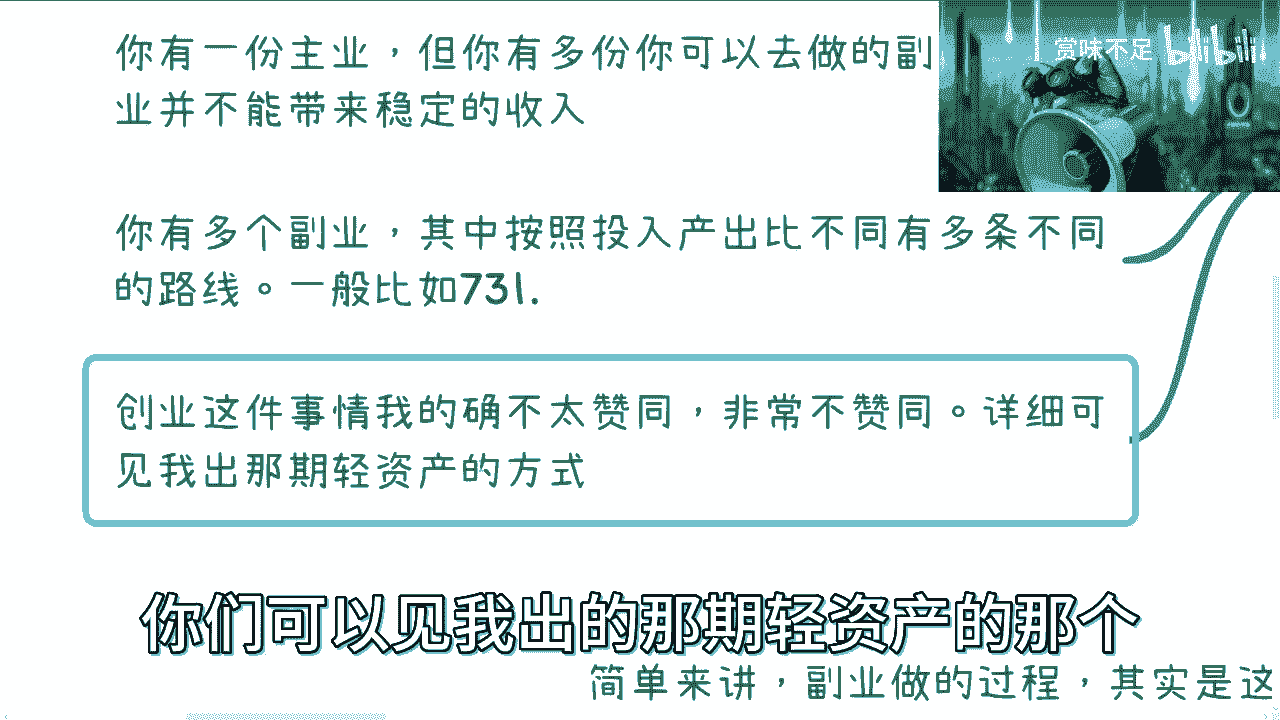 你有一份主业，但你有多份你可以去做的副
业并不能带来稳定的收入
赏味不足 bilibili
你有多个副业，其中按照投入产出比不同有多条不同
的路线。一般比如731.
创业这件事情我的确不太赞同，非常不赞同。详细可
见我出那期轻资产的方式
你们可以见我出的那期轻资产的那个
简单来讲，副业做的过程，其实是这